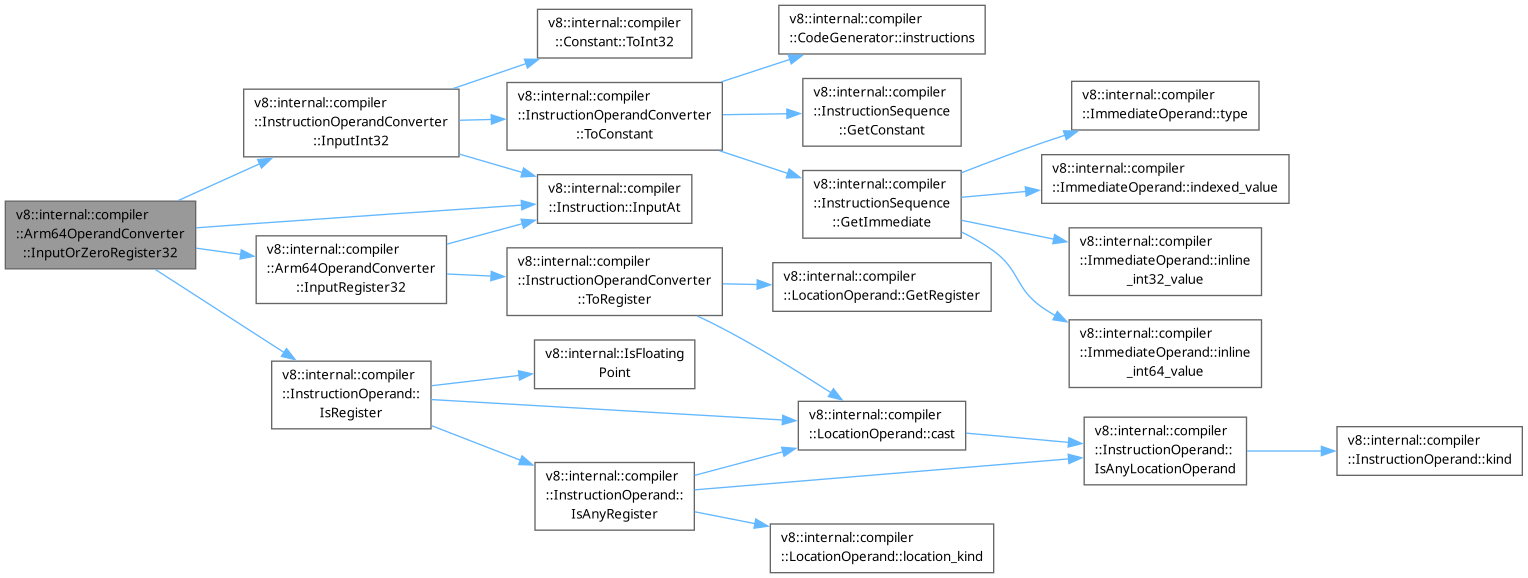 v8::internal::compiler
::Arm64OperandConverter
::InputOrZeroRegister32
v8::internal::compiler
::InstructionOperandConverter
::InputInt32
v8::internal::compiler
::Constant::ToInt32
v8::internal::compiler
::InstructionOperandConverter
::ToConstant
v8::internal::compiler
::CodeGenerator::instructions
v8::internal::compiler
::InstructionSequence
::GetConstant
v8::internal::compiler
::InstructionSequence
::GetImmediate
v8::internal::compiler
::ImmediateOperand::type
v8::internal::compiler
::ImmediateOperand::indexed_value
v8::internal::compiler
::ImmediateOperand::inline
_int32_value
v8::internal::compiler
::ImmediateOperand::inline
_int64_value
v8::internal::compiler
::Instruction::InputAt
v8::internal::compiler
::Arm64OperandConverter
::InputRegister32
v8::internal::compiler
::InstructionOperandConverter
::ToRegister
v8::internal::compiler
::LocationOperand::GetRegister
v8::internal::compiler
::InstructionOperand::
IsRegister
v8::internal::IsFloating
Point
v8::internal::compiler
::LocationOperand::cast
v8::internal::compiler
::InstructionOperand::
IsAnyLocationOperand
v8::internal::compiler
::InstructionOperand::kind
v8::internal::compiler
::InstructionOperand::
IsAnyRegister
v8::internal::compiler
::LocationOperand::location_kind